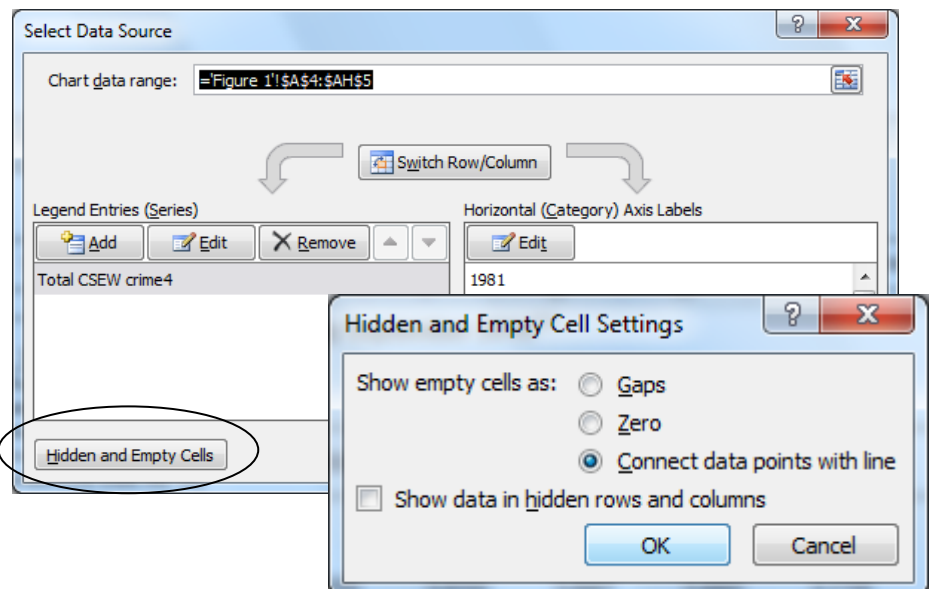 Select Data Source
Chart data range: ='Figure 1'!$A$4:$AH$5
Switch Row/Column
Legend Entries (Series)
Add Edit Remove
Total CSEW crime4
Horizontal (Category) Axis Labels
Edit
1981
Hidden and Empty Cells
Hidden and Empty Cell Settings
Show empty cells as: Gaps
Zero
Connect data points with line
Show data in hidden rows and columns
OK Cancel